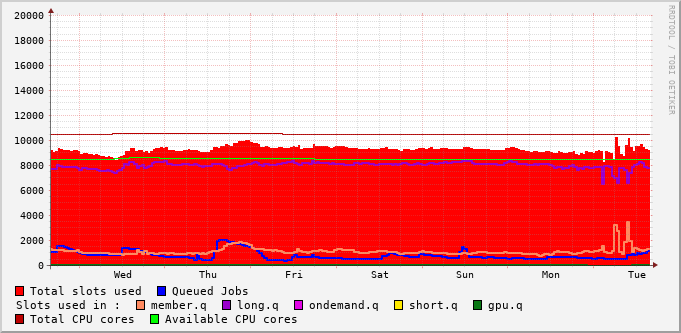 RRDTOOL / TOBI OETIKER
20000
18000
16000
14000
12000
10000
8000
6000
4000
2000
0
Wed Thu Fri Sat Sun Mon Tue
Total slots used Queued Jobs
Slots used in : member.q long.q ondemand.q short.q gpu.q
Total CPU cores Available CPU cores